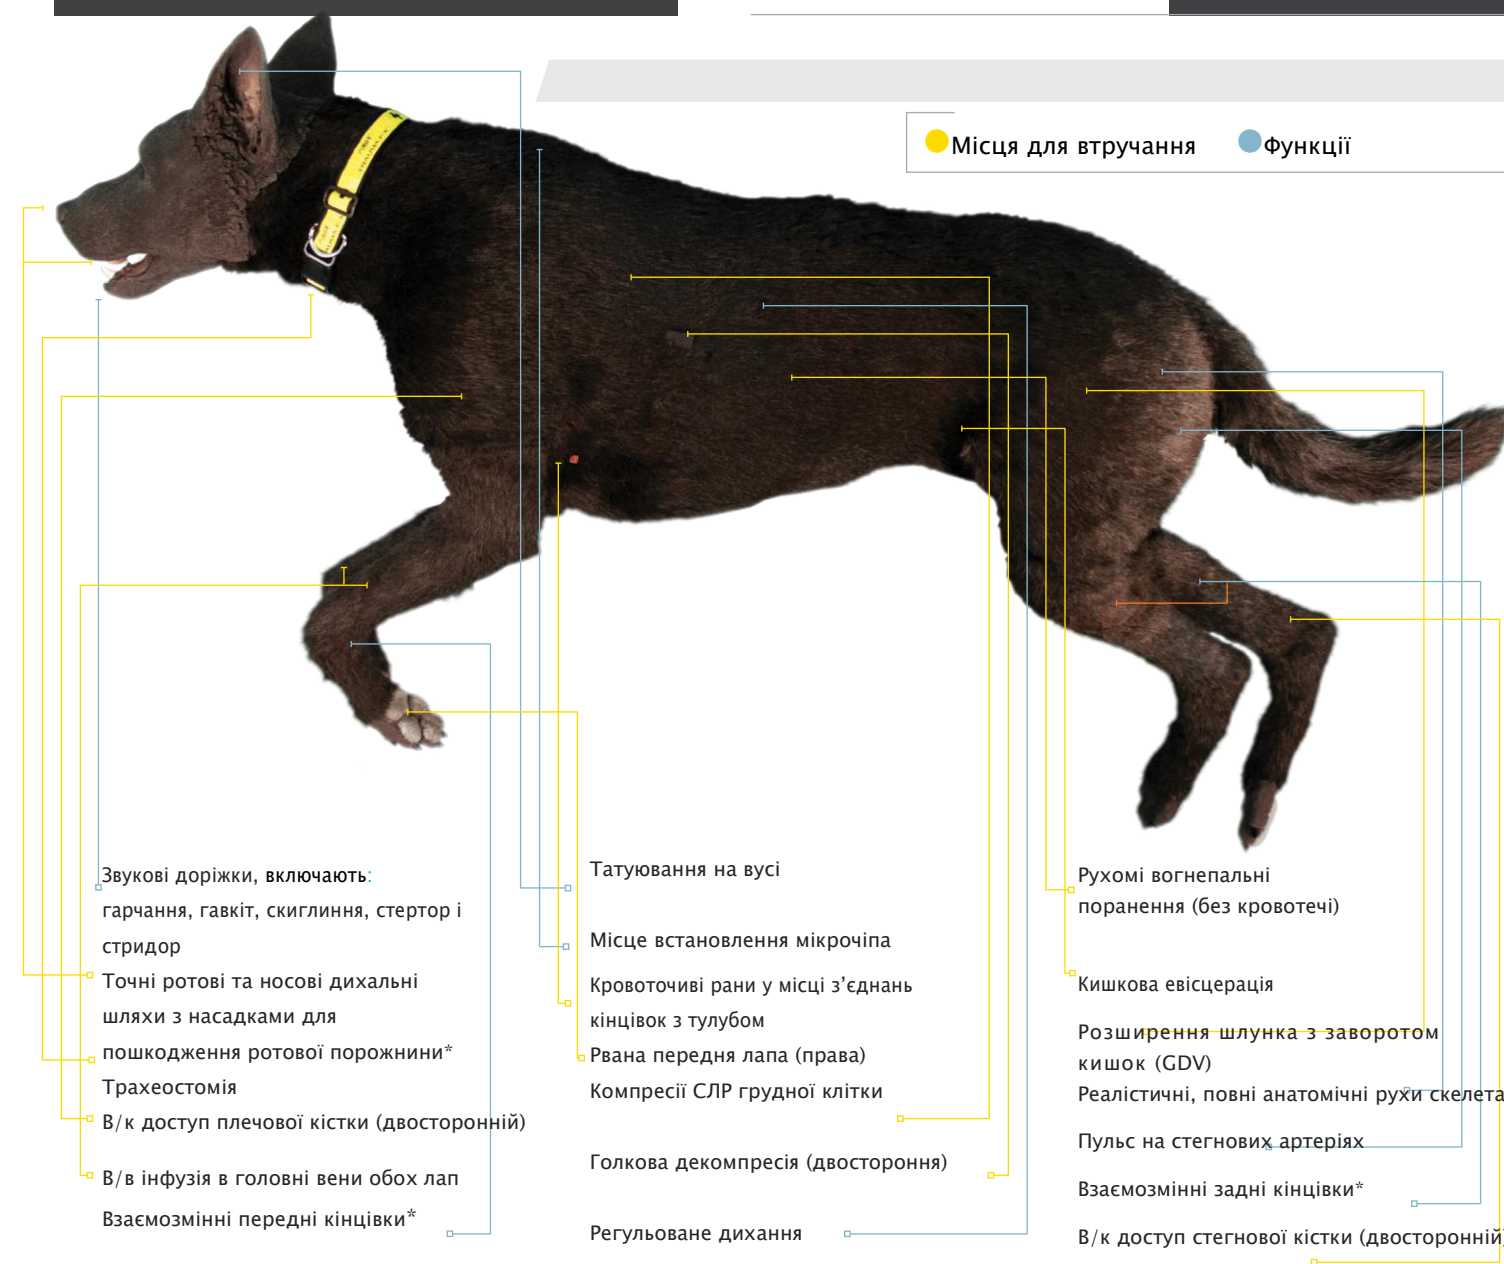 Місця для втручання
Функції
Звукові доріжки, включають:
гарчання, гавкіт, скиглиння, стертор і
стридор
Точні ротові та носові дихальні
шляхи з насадками для
пошкодження ротової порожнини*
Трахеостомія
В/к доступ плечової кістки (двосторонній)
В/в інфузія в головні вени обох лап
Взаємозмінні передні кінцівки*
Татуювання на вусі
Місце встановлення мікрочіпа
Кровоточиві рани у місці з’єднань
кінцівок з тулубом
Рвана передня лапа (права)
Компресії СЛР грудної клітки
Голкова декомпресія (двостороння)
Регульоване дихання
Рухомі вогнепальні
поранення (без кровотечі)
Кишкова евісцерація
Розширення шлунка з заворотом
кишок (GDV)
Реалістичні, повні анатомічні рухи скелета
Пульс на стегнових артеріях
Взаємозмінні задні кінцівки*
В/к доступ стегнової кістки (двосторонній)